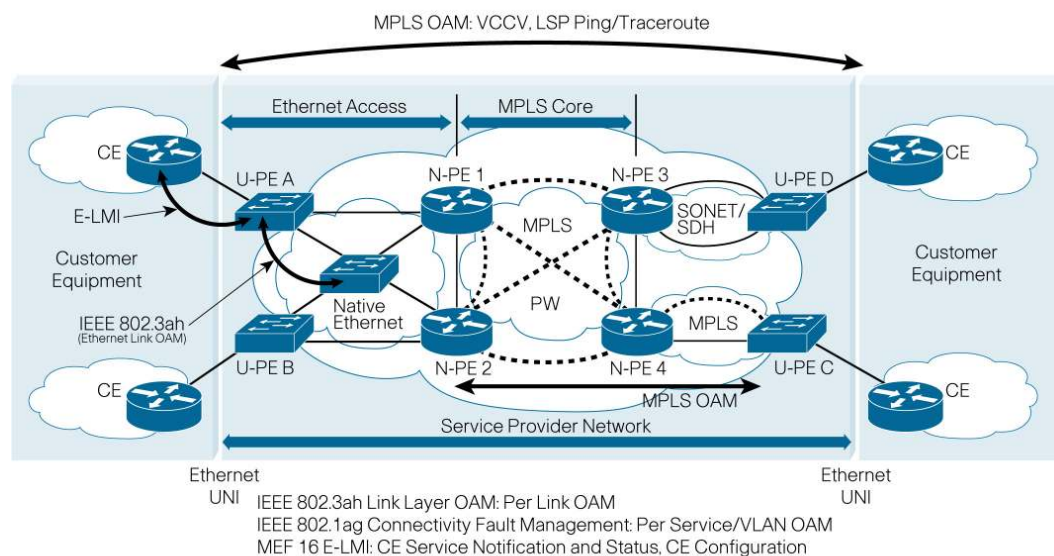 MPLS OAM: VCCV, LSP Ping/Traceroute
Ethernet Access
MPLS Core
CE
CE
U-PE A
N-PE 1
N-PE 3
U-PE D
E-LMI
MPLS
SONET/
SDH
Customer
Equipment
Customer
Equipment
IEEE 802.3ah
(Ethernet Link OAM)
Native
Ethernet
PW
MPLS
U-PE B
N-PE 2
N-PE 4
U-PE C
CE
CE
MPLS OAM
Service Provider Network
Ethernet
UNI
Ethernet
UNI
IEEE 802.3ah Link Layer OAM: Per Link OAM
IEEE 802.1ag Connectivity Fault Management: Per Service/VLAN OAM
MEF 16 E-LMI: CE Service Notification and Status, CE Configuration